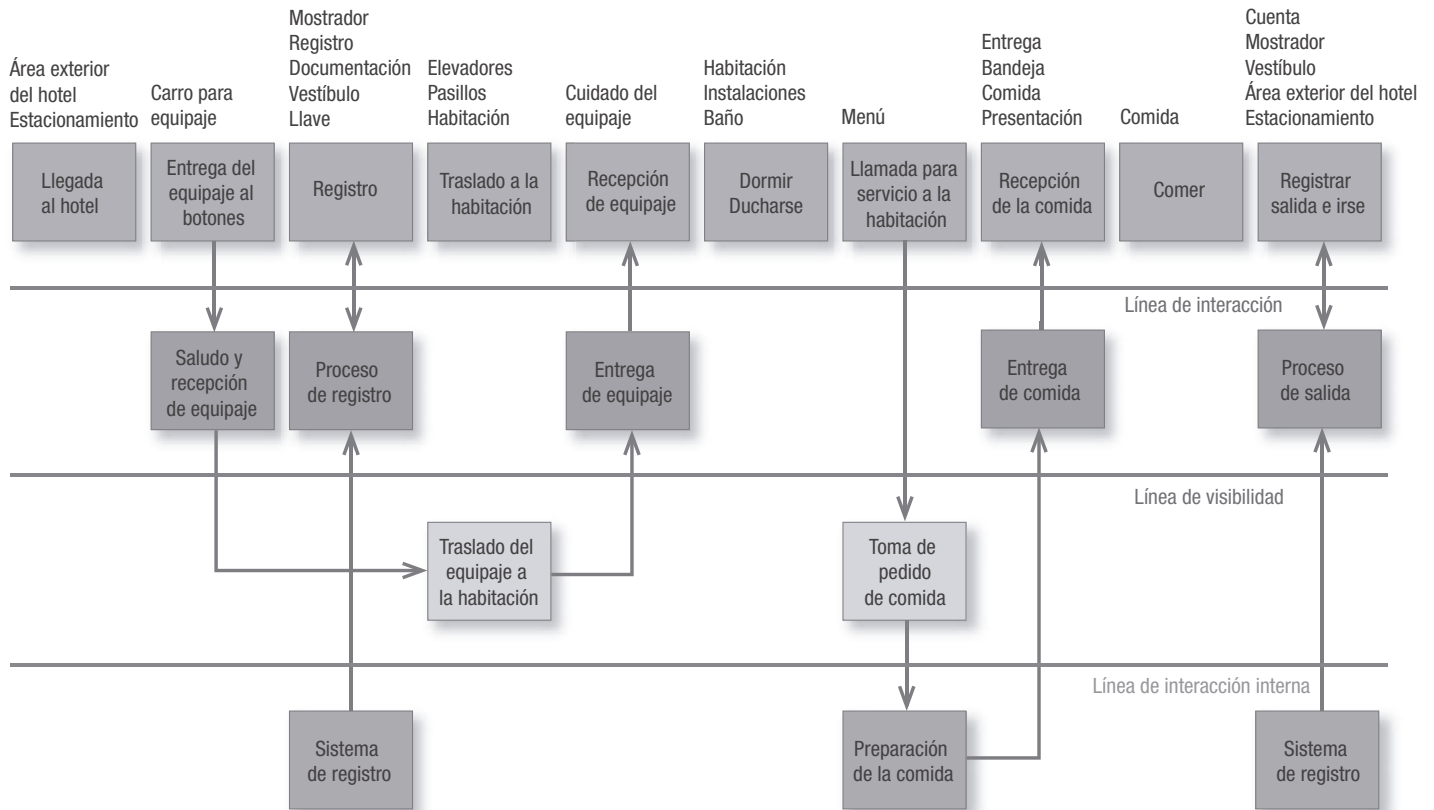 Área exterior
del hotel
Estacionamiento
Carro para
equipaje
Mostrador
Registro
Documentación
Vestíbulo
Llave
Elevadores
Pasillos
Habitación
Cuidado del
equipaje
Habitación
Instalaciones
Baño
Menú
Entrega
Bandeja
Comida
Presentación
Comida
Cuenta
Mostrador
Vestíbulo
Área exterior del hotel
Estacionamiento
Llegada
al hotel
Entrega del
equipaje al
botones
Registro
Traslado a la
habitación
Recepción
de equipaje
Dormir
Ducharse
Llamada para
servicio a la
habitación
Recepción
de la comida
Comer
Registrar
salida e irse
Línea de interacción
Saludo y
recepción
de equipaje
Proceso
de registro
Entrega
de equipaje
Entrega
de comida
Proceso
de salida
Línea de visibilidad
Traslado del
equipaje a
la habitación
Toma de
pedido
de comida
Línea de interacción interna
Sistema
de registro
Preparación
de la comida
Sistema
de registro